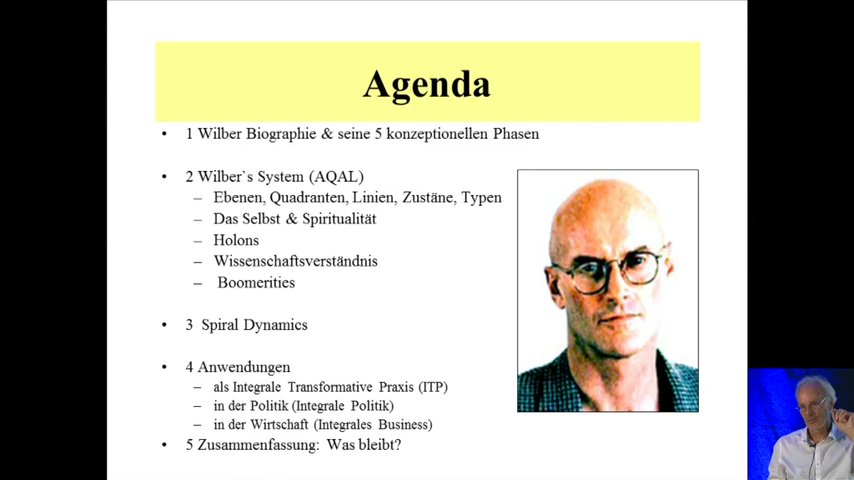 Agenda
• 1 Wilber Biographie & seine 5 konzeptionellen Phasen
• 2 Wilber`s System (AQAL)
– Ebenen, Quadranten, Linien, Zustäne, Typen
– Das Selbst & Spiritualität
– Holons
– Wissenschaftsverständnis
– Boomerities
• 3 Spiral Dynamics
• 4 Anwendungen
– als Integrale Transformative Praxis (ITP)
– in der Politik (Integrale Politik)
– in der Wirtschaft (Integrales Business)
• 5 Zusammenfassung: Was bleibt?